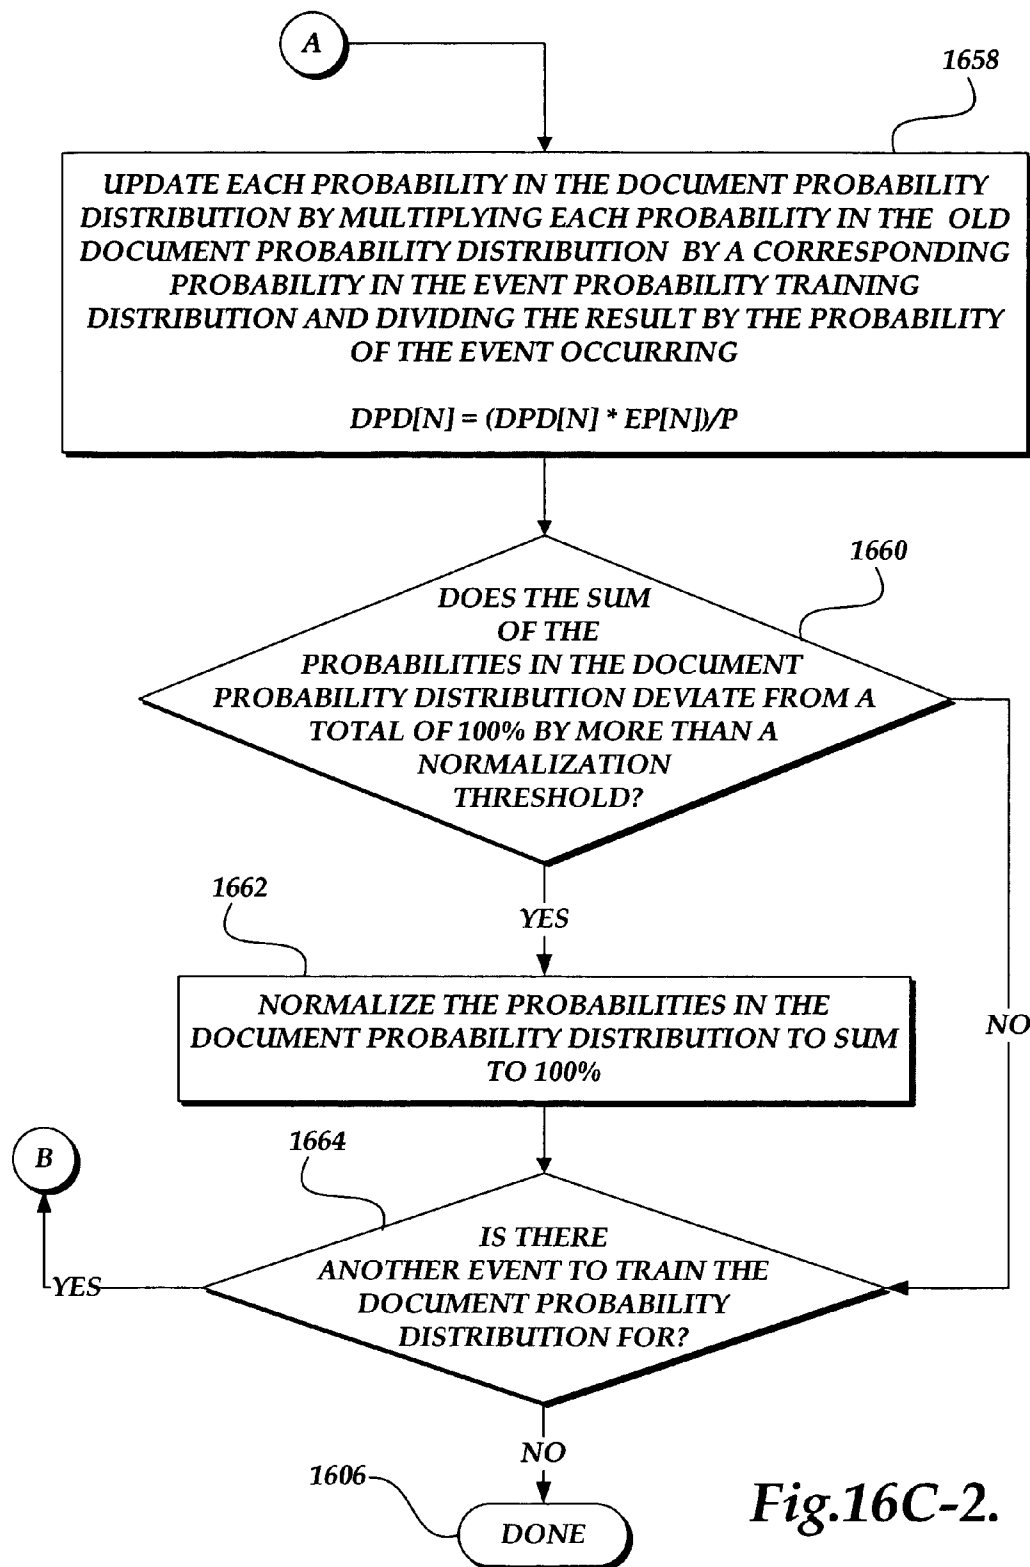 A
1658
UPDATE EACH PROBABILITY IN THE DOCUMENT PROBABILITY
DISTRIBUTION BY MULTIPLYING EACH PROBABILITY IN THE OLD
DOCUMENT PROBABILITY DISTRIBUTION BY A CORRESPONDING
PROBABILITY IN THE EVENT PROBABILITY TRAINING
DISTRIBUTION AND DIVIDING THE RESULT BY THE PROBABILITY
OF THE EVENT OCCURRING
DPD[N] = (DPD[N] * EP[N])/P
1660
DOES THE SUM
OF THE
PROBABILITIES IN THE DOCUMENT
PROBABILITY DISTRIBUTION DEVIATE FROM A
TOTAL OF 100% BY MORE THAN A
NORMALIZATION
THRESHOLD?
1662
YES
NORMALIZE THE PROBABILITIES IN THE
DOCUMENT PROBABILITY DISTRIBUTION TO SUM
TO 100%
NO
1664
B
IS THERE
ANOTHER EVENT TO TRAIN THE
DOCUMENT PROBABILITY
DISTRIBUTION FOR?
YES
NO
1606
DONE
Fig.16C-2.